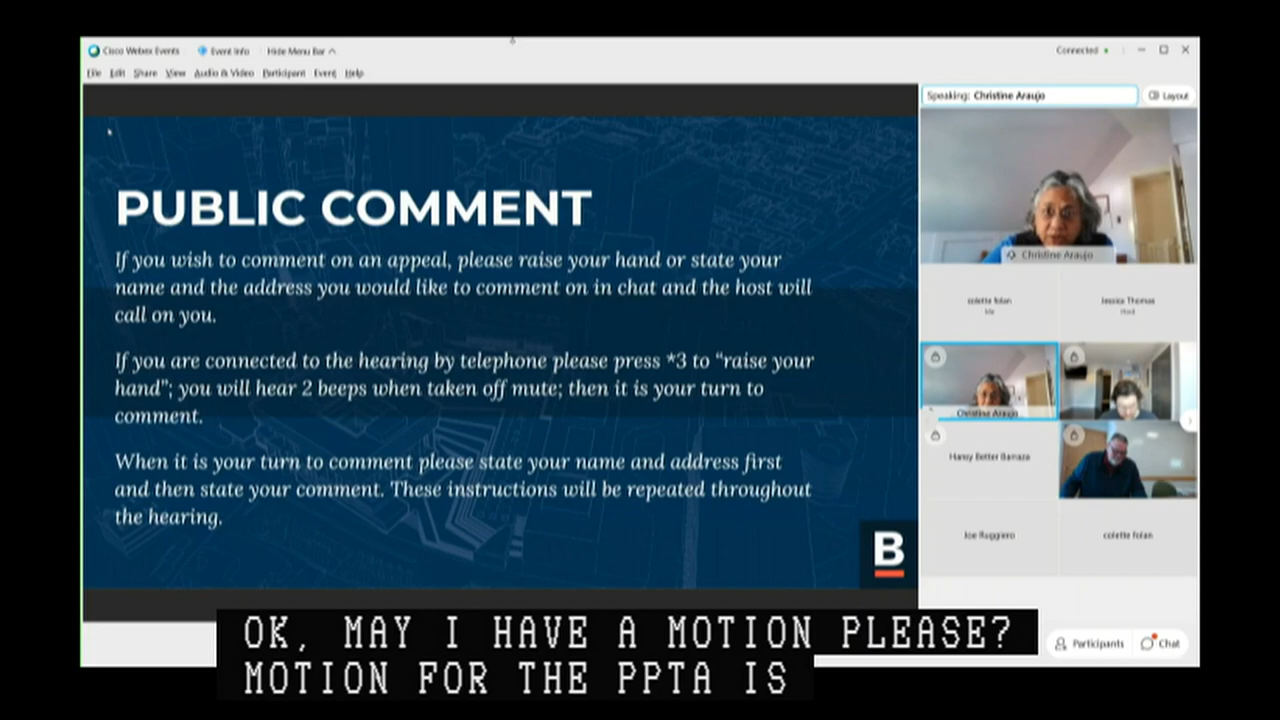 Cisco Webex Events Event Info Hide Menu Bar Connected
File Edit Share View Audio & Video Participant Event Help
Speaking: Christine Araujo Layout
PUBLIC COMMENT
If you wish to comment on an appeal, please raise your hand or state your
name and the address you would like to comment on in chat and the host will
call on you.
If you are connected to the hearing by telephone please press *3 to “raise your
hand”; you will hear 2 beeps when taken off mute; then it is your turn to
comment.
When it is your turn to comment please state your name and address first
and then state your comment. These instructions will be repeated throughout
the hearing.
B
Christine Araujo
colette folan
Me
Jessica Thomas
Host
Christine Araujo
Hansy Better Barraza
Joe Ruggiero
colette folan
Participants Chat
OK, MAY I HAVE A MOTION PLEASE?
MOTION FOR THE PPTA IS